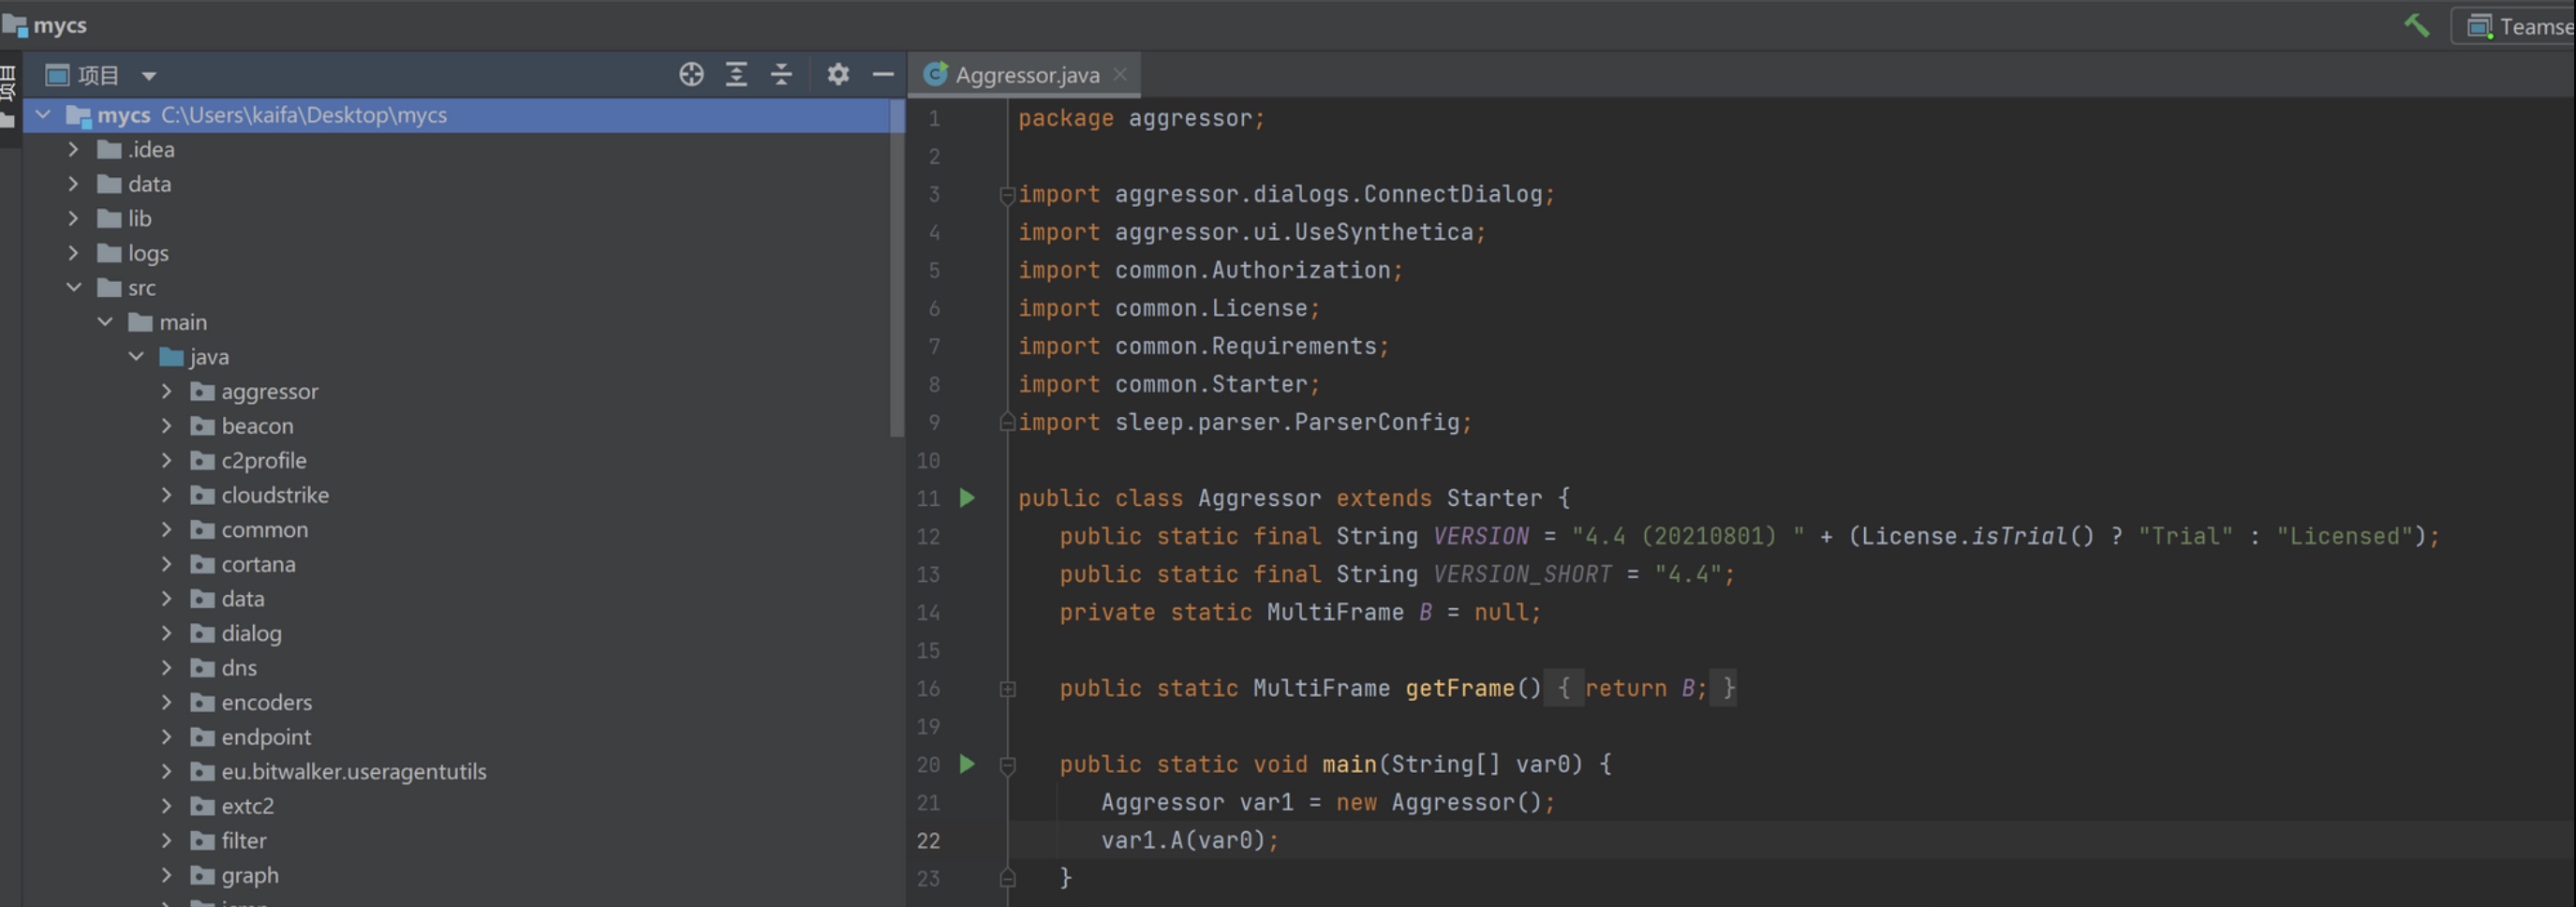 mycs
Teamse
项目
项目
mycs C:\Users\kaifa\Desktop\mycs
.idea
data
lib
logs
src
main
java
aggressor
beacon
c2profile
cloudstrike
common
cortana
data
dialog
dns
encoders
endpoint
eu.bitwalker.useragentutils
extc2
filter
graph
Aggressor.java
1 package aggressor;
2
3 import aggressor.dialogs.ConnectDialog;
4 import aggressor.ui.UseSynthetica;
5 import common.Authorization;
6 import common.License;
7 import common.Requirements;
8 import common.Starter;
9 import sleep.parser.ParserConfig;
10
11 public class Aggressor extends Starter {
12 public static final String VERSION = "4.4 (20210801) " + (License.isTrial() ? "Trial" : "Licensed");
13 public static final String VERSION_SHORT = "4.4";
14 private static MultiFrame B = null;
15
16 public static MultiFrame getFrame() { return B; }
19
20 public static void main(String[] var0) {
21 Aggressor var1 = new Aggressor();
22 var1.A(var0);
23 }